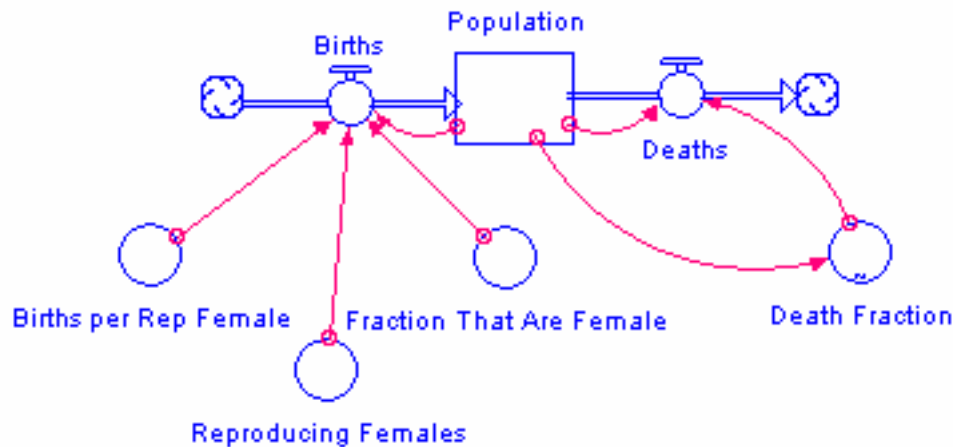 Population
Births
Deaths
Births per Rep Female
Fraction That Are Female
Death Fraction
Reproducing Females